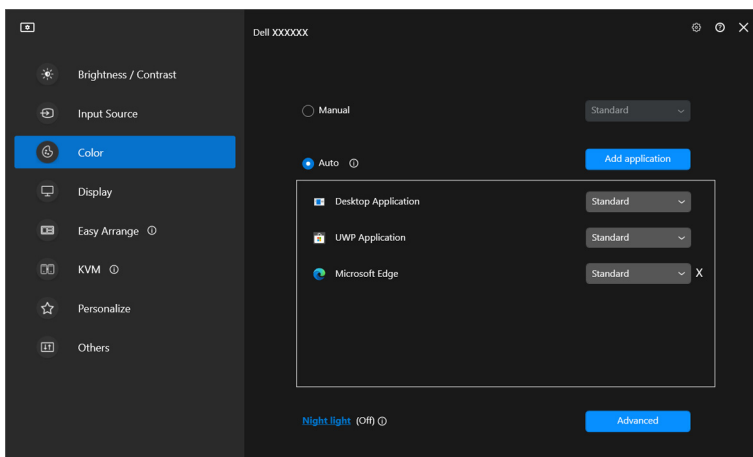 Dell XXXXXX
Brightness / Contrast
Input Source
Color
Display
Easy Arrange
KVM
Personalize
Others
Manual
Standard
Auto
Add application
Desktop Application
Standard
UWP Application
Standard
Microsoft Edge
Standard
X
Night light (Off)
Advanced